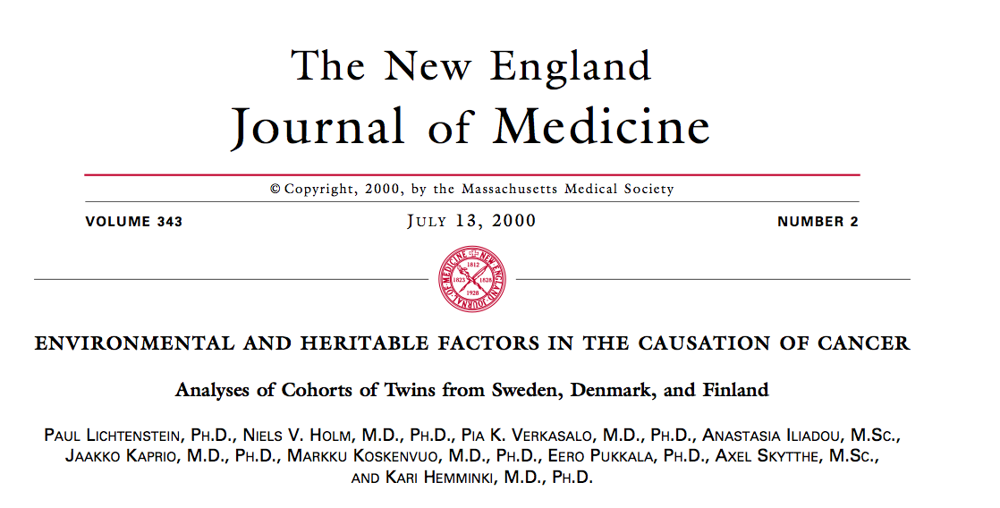 The New England
Journal of Medicine
© Copyright, 2000, by the Massachusetts Medical Society
VOLUME 343
JULY 13, 2000
NUMBER 2
THE NEW ENGLAND JOURNAL OF MEDICINE
1812
1823
1828
1928
ENVIRONMENTAL AND HERITABLE FACTORS IN THE CAUSATION OF CANCER
Analyses of Cohorts of Twins from Sweden, Denmark, and Finland
PAUL LICHTENSTEIN, PH.D., NIELS V. HOLM, M.D., PH.D., PIA K. VERKASALO, M.D., PH.D., ANASTASIA ILIADOU, M.SC.,
JAAKKO KAPRIO, M.D., PH.D., MARKKU KOSKENVUO, M.D., PH.D., EERO PUKKALA, PH.D., AXEL SKYTTHE, M.SC.,
AND KARI HEMMINKI, M.D., PH.D.